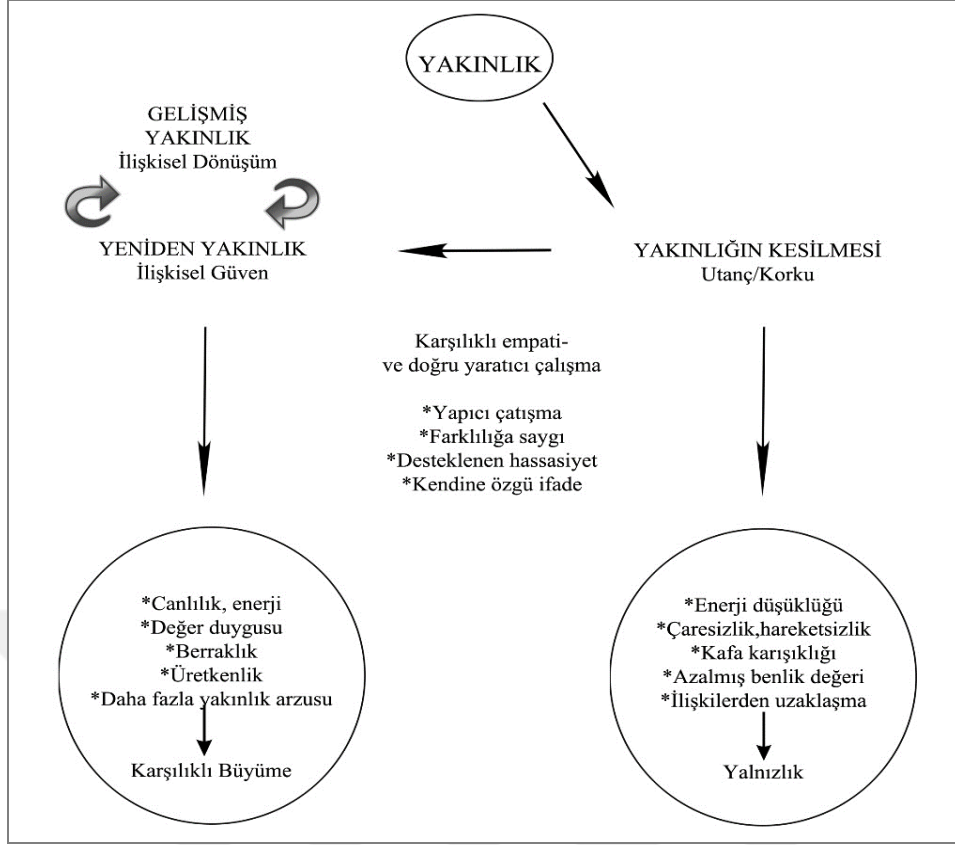 YAKINLIK
GELİŞMİŞ
YAKINLIK
İlişkisel Dönüşüm
YENİDEN YAKINLIK
İlişkisel Güven
YAKINLIĞIN KESİLMESİ
Utanç/Korku
Karşılıklı empati-
ve doğru yaratıcı çalışma
*Yapıcı çatışma
*Farklılığa saygı
*Desteklenen hassasiyet
*Kendine özgü ifade
*Canlılık, enerji
*Değer duygusu
*Berraklık
*Üretkenlik
*Daha fazla yakınlık arzusu
Karşılıklı Büyüme
*Enerji düşüklüğü
*Çaresizlik,hareketsizlik
*Kafa karışıklığı
*Azalmış benlik değeri
*İlişkilerden uzaklaşma
Yalnızlık